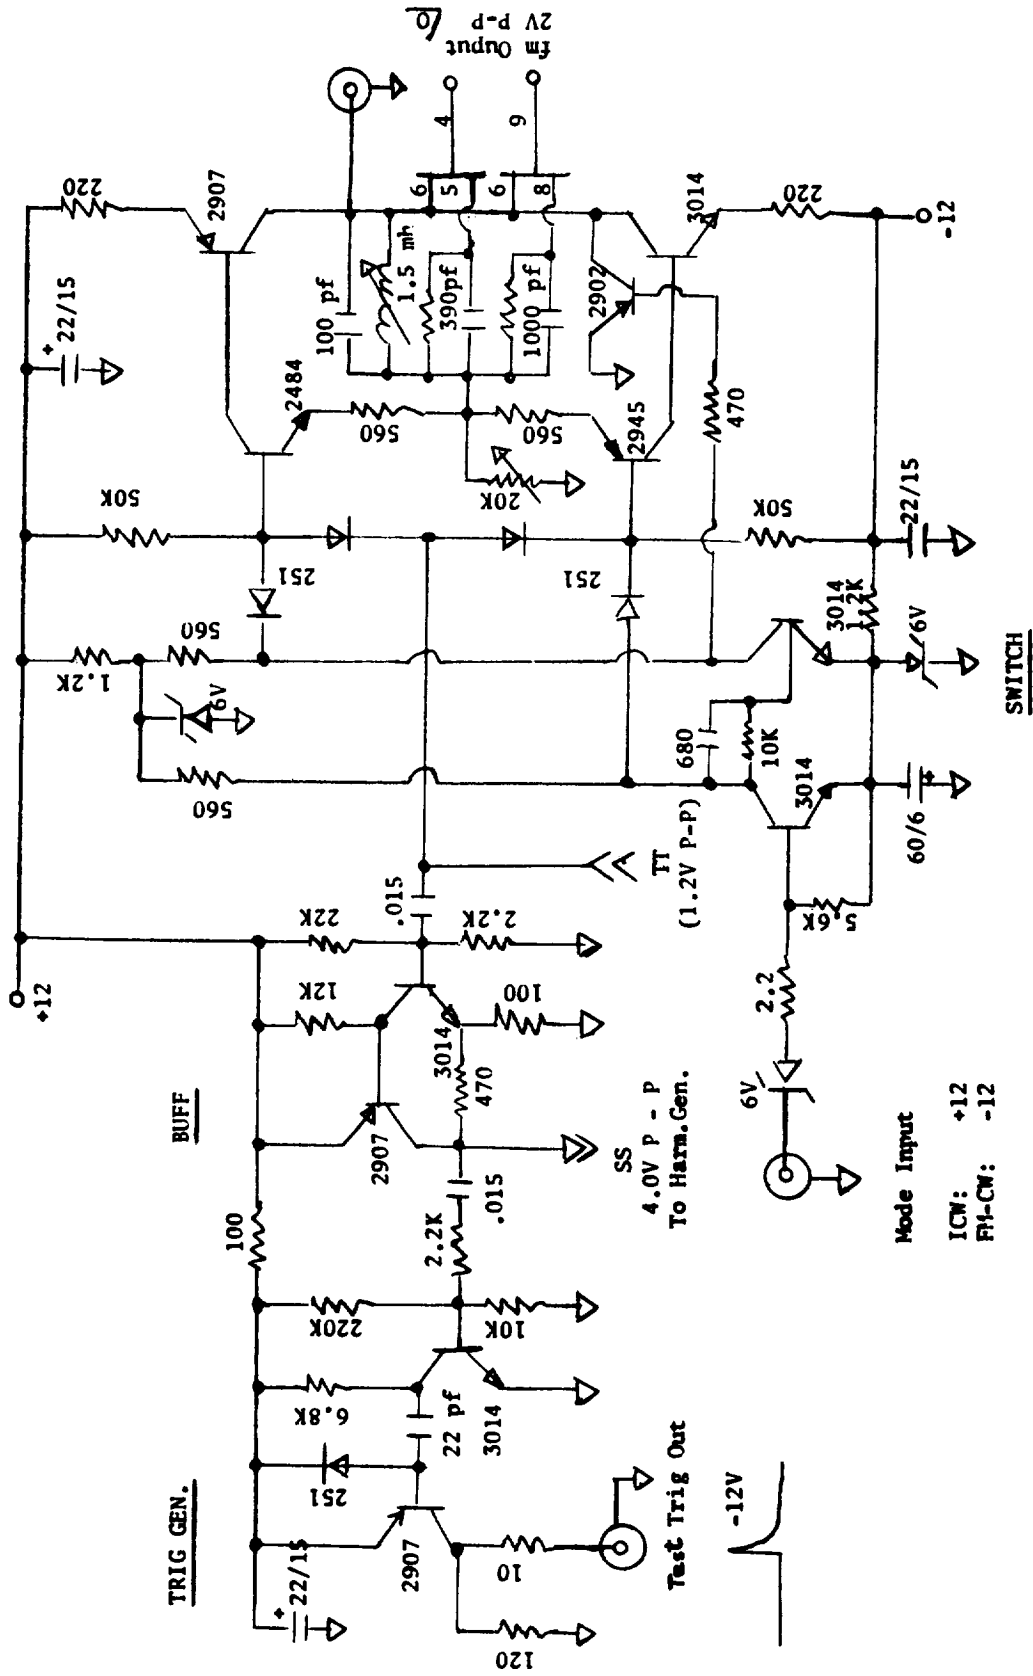 TRIG GEN.
BUFF
+12
22/15
+
251
6.8K
220K
100
12K
22K
1.2K
560
560
6V
50K
22/15
+
220
2907
2484
251
560
560
20K
100 pf
1.5 mh
390pf
1000 pf
6
5
6
8
4
9
fm Ouput
2V P-P
2902
2945
3014
470
50K
220
-12
22/15
3014
1.2K
6V
680
10K
3014
60/6
+
5.6K
2.2
6V
SWITCH
.015
TT
(1.2V P-P)
2.2K
3014
100
470
2907
.015
2.2K
SS
4.0V P - P
To Harm.Gen.
10K
22 pf
3014
2907
10
120
Test Trig Out
-12V
Mode Input
ICW: +12
FM-CW: -12